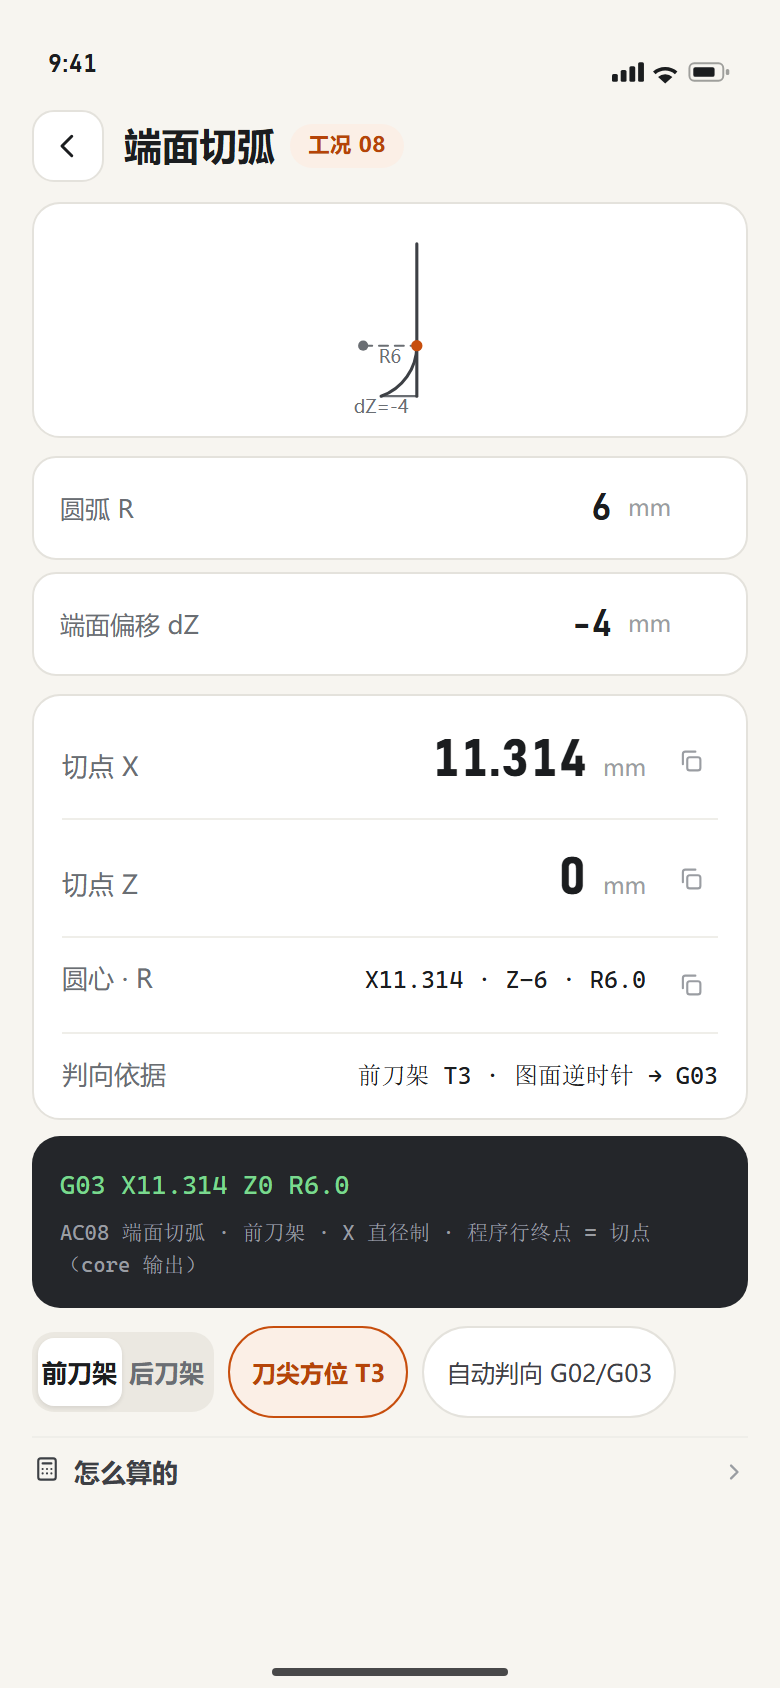 9:41
端面切弧 工况 08
R6
dZ=-4
圆弧 R 6 mm
端面偏移 dZ -4 mm
切点 X 11.314 mm
切点 Z 0 mm
圆心 · R X11.314 · Z-6 · R6.0
判向依据 前刀架 T3 · 图面逆时针 → G03
G03 X11.314 Z0 R6.0
AC08 端面切弧 · 前刀架 · X 直径制 · 程序行终点 = 切点
（core 输出）
前刀架 后刀架 刀尖方位 T3 自动判向 G02/G03
怎么算的